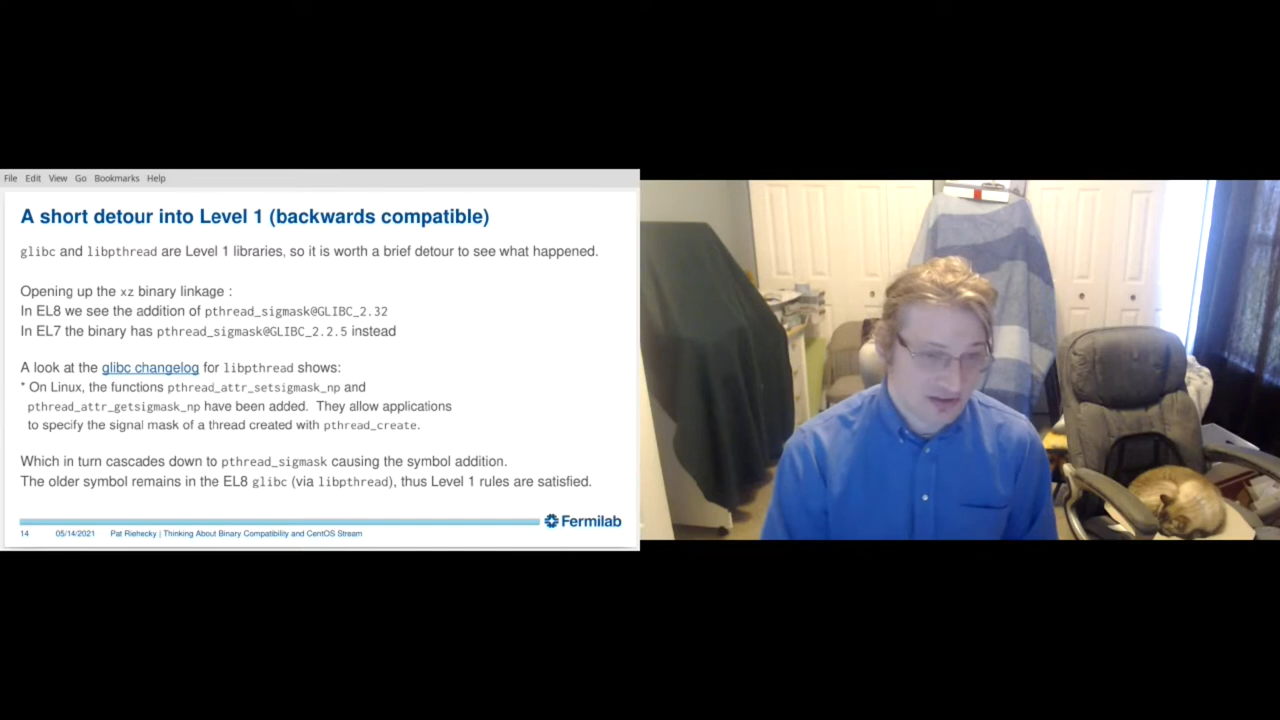 File Edit View Go Bookmarks Help
A short detour into Level 1 (backwards compatible)
glibc and libpthread are Level 1 libraries, so it is worth a brief detour to see what happened.
Opening up the xz binary linkage :
In EL8 we see the addition of pthread_sigmask@GLIBC_2.32
In EL7 the binary has pthread_sigmask@GLIBC_2.2.5 instead
A look at the glibc changelog for libpthread shows:
* On Linux, the functions pthread_attr_setsigmask_np and
pthread_attr_getsigmask_np have been added. They allow applications
to specify the signal mask of a thread created with pthread_create.
Which in turn cascades down to pthread_sigmask causing the symbol addition.
The older symbol remains in the EL8 glibc (via libpthread), thus Level 1 rules are satisfied.
Fermilab
14 05/14/2021 Pat Riehecky | Thinking About Binary Compatibility and CentOS Stream